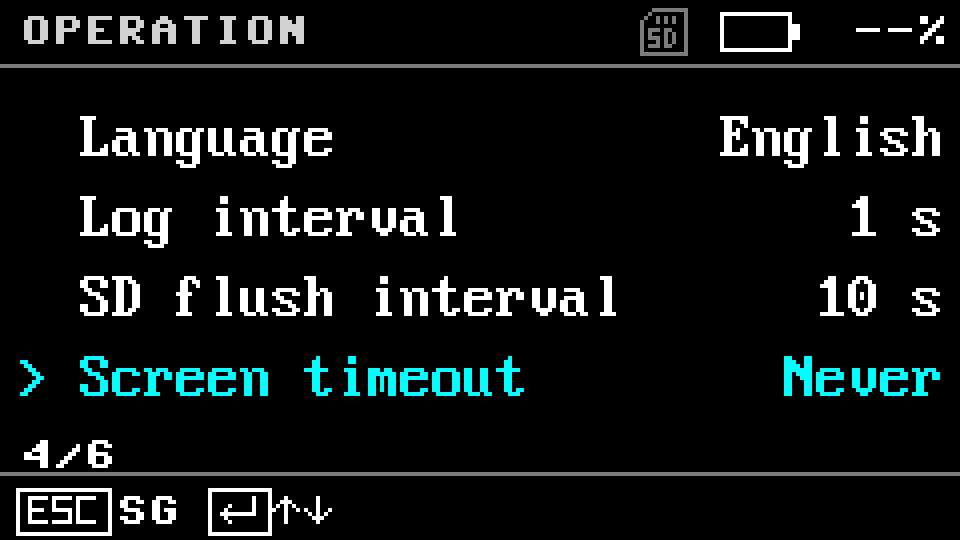 OPERATION SD --%
Language English
Log interval 1 s
SD flush interval 10 s
> Screen timeout Never
4/6
ESC SG ↵↑↓